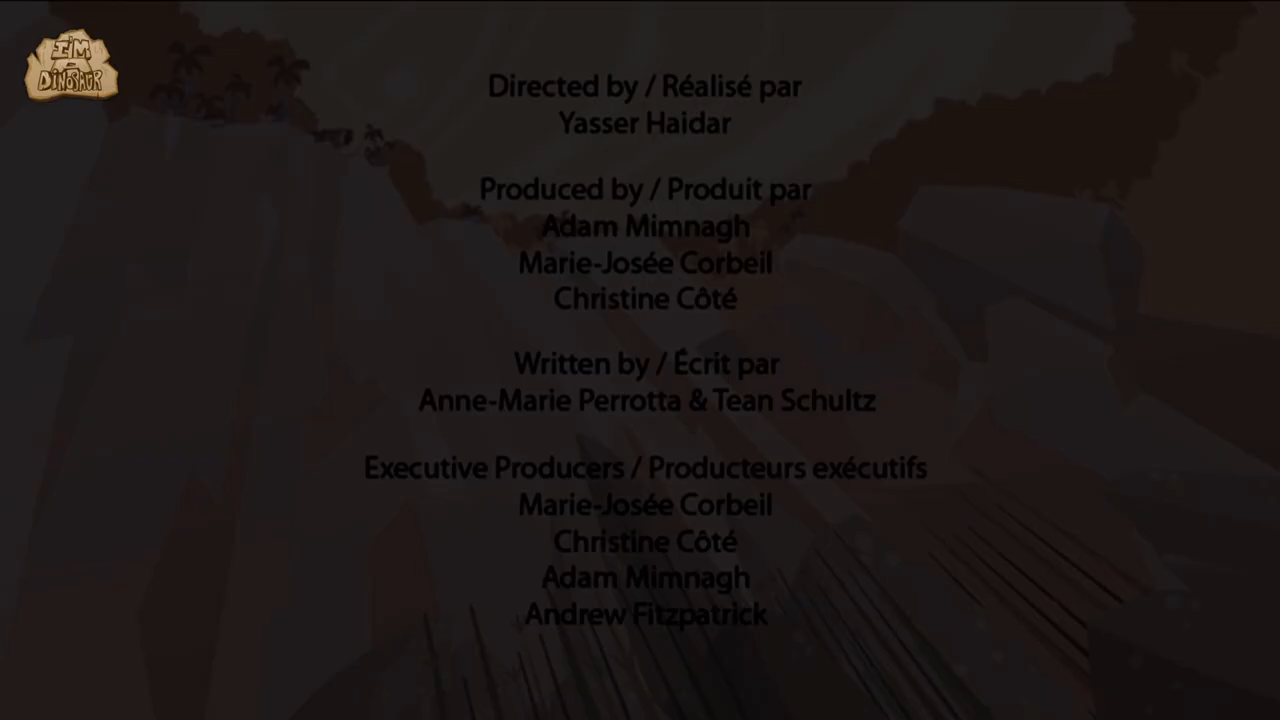 I'M
A
DINOSAUR
Directed by / Réalisé par
Yasser Haidar
Produced by / Produit par
Adam Mimnagh
Marie-Josée Corbeil
Christine Côté
Written by / Écrit par
Anne-Marie Perrotta & Tean Schultz
Executive Producers / Producteurs exécutifs
Marie-Josée Corbeil
Christine Côté
Adam Mimnagh
Andrew Fitzpatrick